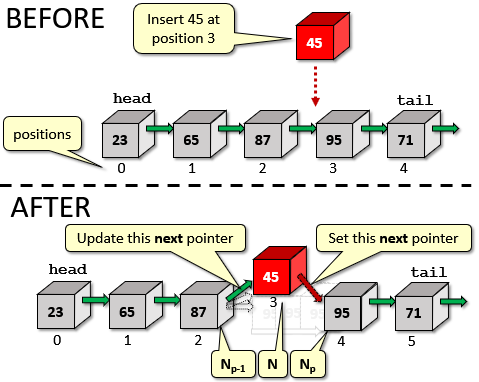 BEFORE
Insert 45 at
position 3
45
head
tail
positions
23 65 87 95 71
0 1 2 3 4
AFTER
Update this next pointer
Set this next pointer
head
45
tail
3
23 65 87 95 71
0 1 2 4 5
Np-1 N Np